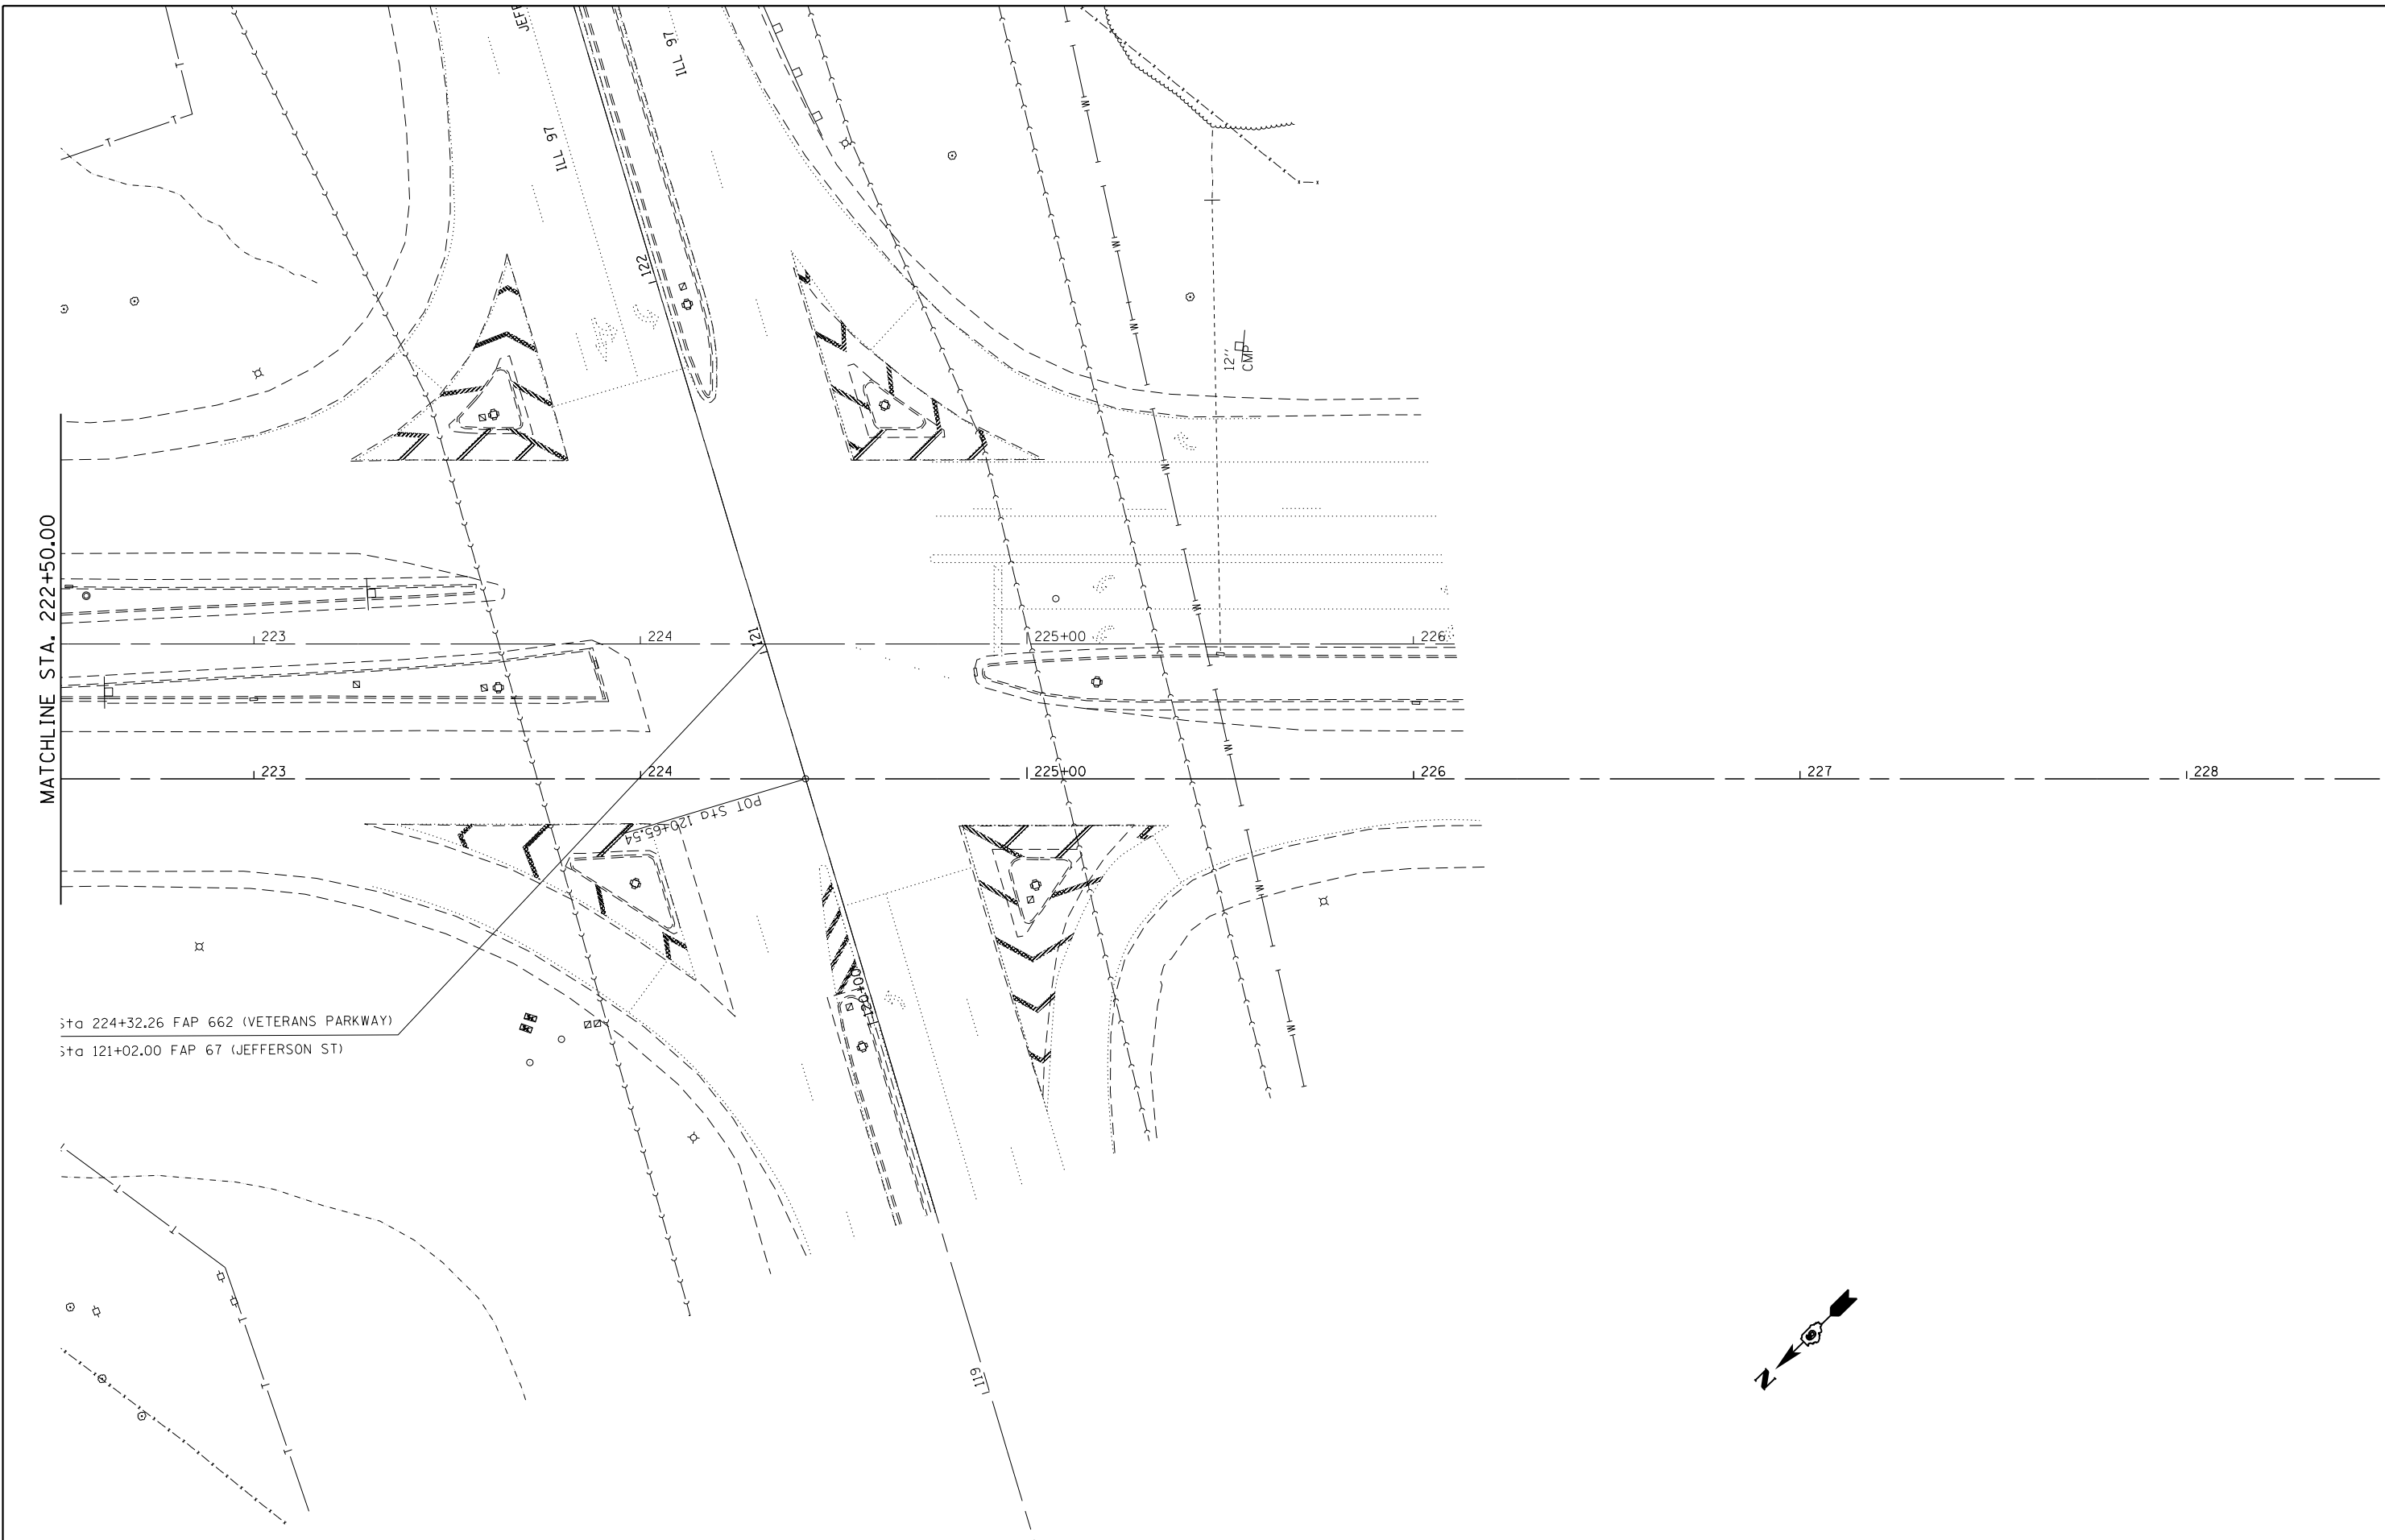 JEFF
ILL 97
ILL 97
122
12''
CMP
MATCHLINE STA. 222+50.00
223
224
121
225+00
226
223
224
225+00
226
227
228
POT Sta 120+65.54
120+00
Sta 224+32.26 FAP 662 (VETERANS PARKWAY)
Sta 121+02.00 FAP 67 (JEFFERSON ST)
119
N
T
T
T
T
T
T
T
T
T
W
W
W
W
W
W
W
W
W